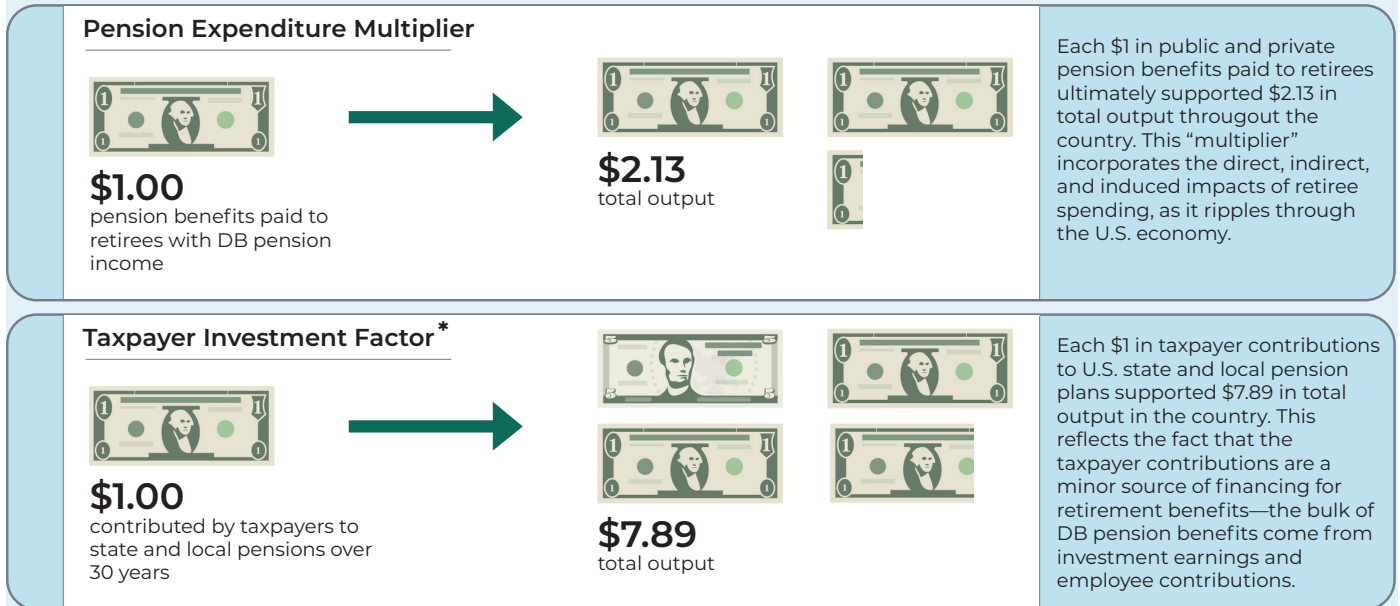 Pension Expenditure Multiplier
$1.00
pension benefits paid to
retirees with DB pension
income
$2.13
total output
Each $1 in public and private
pension benefits paid to retirees
ultimately supported $2.13 in
total output througout the
country. This “multiplier”
incorporates the direct, indirect,
and induced impacts of retiree
spending, as it ripples through
the U.S. economy.
Taxpayer Investment Factor*
$1.00
contributed by taxpayers to
state and local pensions over
30 years
$7.89
total output
Each $1 in taxpayer contributions
to U.S. state and local pension
plans supported $7.89 in total
output in the country. This
reflects the fact that the
taxpayer contributions are a
minor source of financing for
retirement benefits—the bulk of
DB pension benefits come from
investment earnings and
employee contributions.